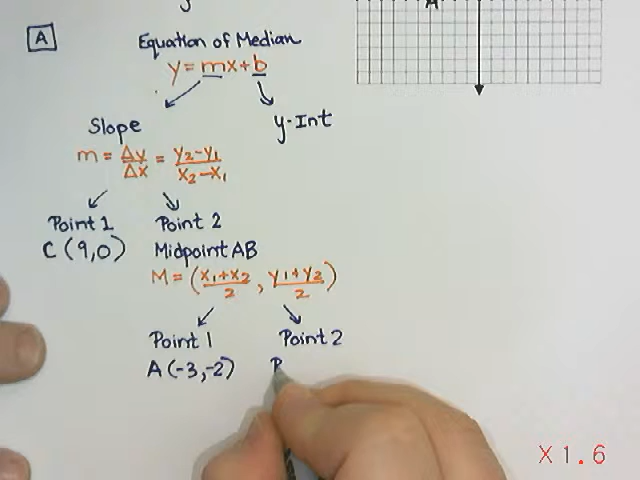 A
A Equation of Median
y = mx + b
Slope y-Int
m = Δy/Δx = y₂-y₁/x₂-x₁
Point 1 Point 2
C (9,0) Midpoint AB
M = (x₁+x₂/2, y₁+y₂/2)
Point 1 Point 2
A (-3,-2)
X1.6